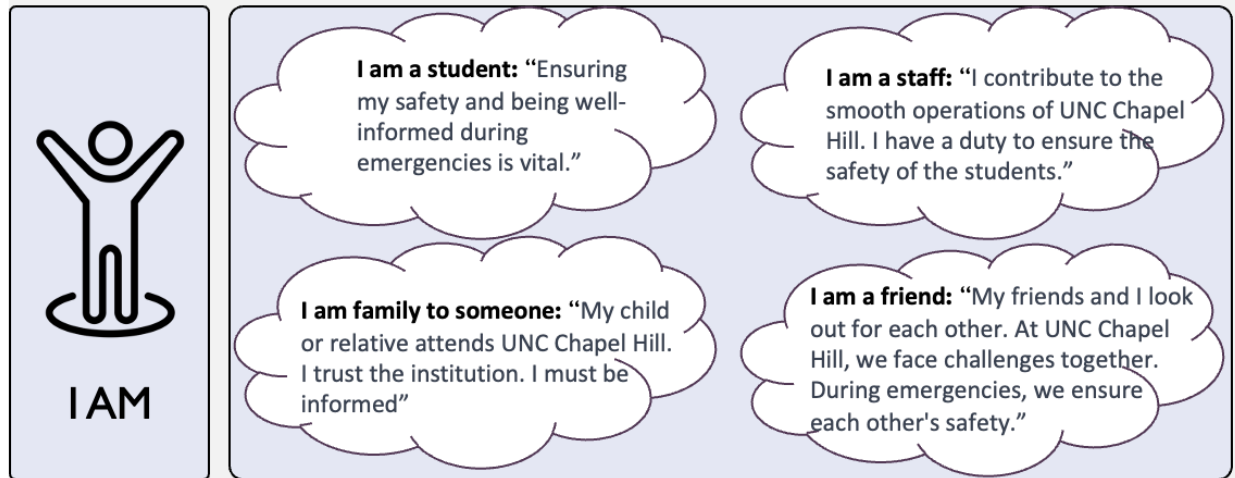 I AM
I am a student: “Ensuring
my safety and being well-
informed during
emergencies is vital.”
I am a staff: “I contribute to the
smooth operations of UNC Chapel
Hill. I have a duty to ensure the
safety of the students.”
I am family to someone: “My child
or relative attends UNC Chapel Hill.
I trust the institution. I must be
informed”
I am a friend: “My friends and I look
out for each other. At UNC Chapel
Hill, we face challenges together.
During emergencies, we ensure
each other's safety.”